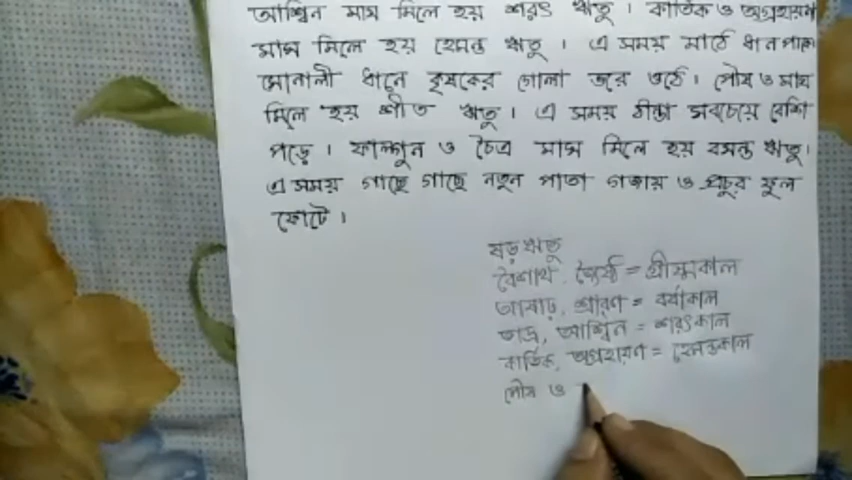 আশ্বিন মাস মিলে হয় শরৎ ঋতু । কার্তিক ও অগ্রহায়ণ
মাস মিলে হয় হেমন্ত ঋতু । এ সময় মাঠে ধান পাকে
সোনালী ধানে কৃষকের গোলা ভরে ওঠে । পৌষ ও মাঘ
মিলে হয় শীত ঋতু । এ সময় ঠান্ডা সবচেয়ে বেশি
পড়ে । ফাল্গুন ও চৈত্র মাস মিলে হয় বসন্ত ঋতু ।
এ সময় গাছে গাছে নতুন পাতা গজায় ও প্রচুর ফুল
ফোটে ।
ষড়ঋতু
বৈশাখ, জ্যৈষ্ঠ = গ্রীষ্মকাল
আষাঢ়, শ্রাবণ = বর্ষাকাল
ভাদ্র, আশ্বিন = শরৎকাল
কার্তিক, অগ্রহায়ণ = হেমন্তকাল
পৌষ ও